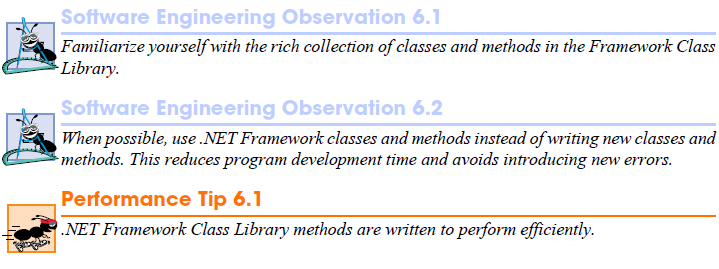 Software Engineering Observation 6.1
Familiarize yourself with the rich collection of classes and methods in the Framework Class
Library.
Software Engineering Observation 6.2
When possible, use .NET Framework classes and methods instead of writing new classes and
methods. This reduces program development time and avoids introducing new errors.
Performance Tip 6.1
.NET Framework Class Library methods are written to perform efficiently.